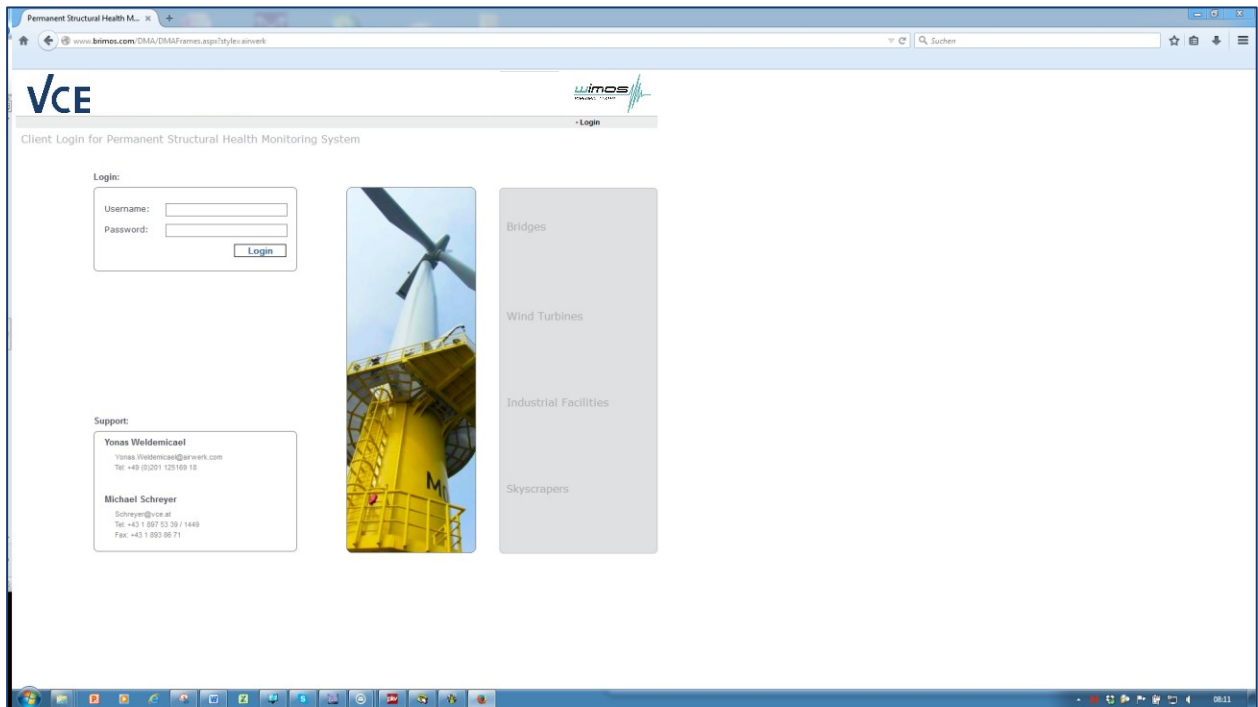 Permanent Structural Health M...
www.brimos.com/DMA/DMAFrames.aspx?style=airwerk
Suchen
VCE
wimos
- Login
Client Login for Permanent Structural Health Monitoring System
Login:
Username:
Password:
Login
Bridges
Wind Turbines
Industrial Facilities
Skyscrapers
Support:
Yonas Weldemicael
Yonas.Weldemicael@airwerk.com
Tel: +49 (0)201 125169 18
Michael Schreyer
Schreyer@vce.at
Tel: +43 1 897 53 39 / 1449
Fax: +43 1 893 86 71
08:11